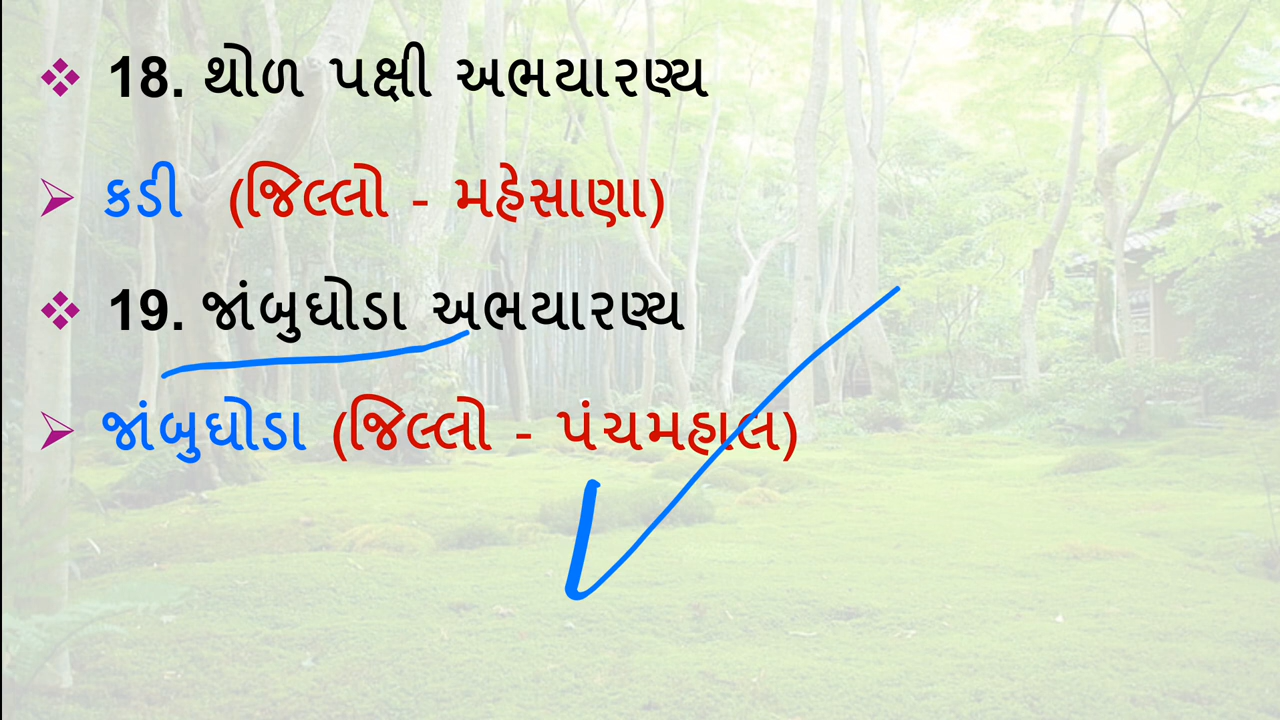 ❖ 18. થોળ પક્ષી અભયારણ્ય
➢ કડી (જિલ્લો - મહેસાણા)
❖ 19. જાંબુઘોડા અભયારણ્ય
➢ જાંબુઘોડા (જિલ્લો - પંચમહાલ)